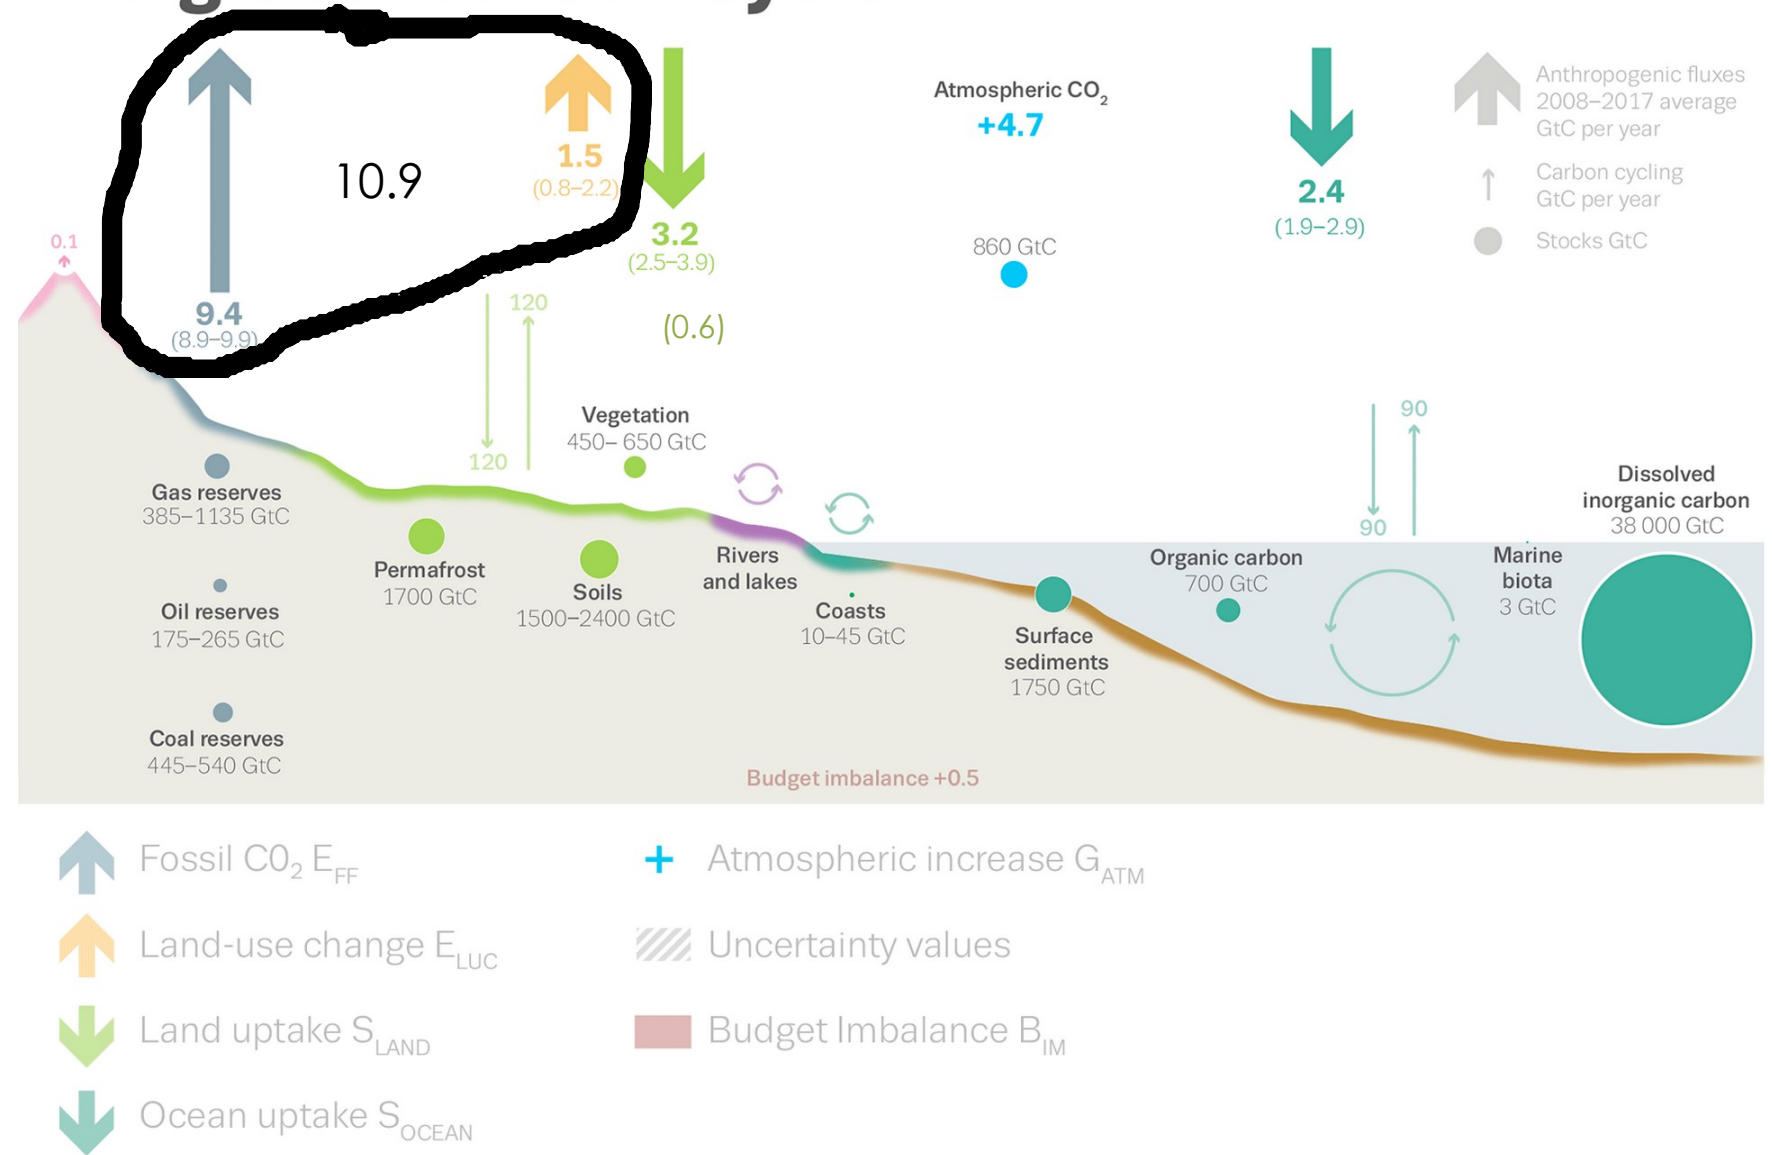 10.9
1.5
(0.8–2.2)
0.1
9.4
(8.9–9.9)
3.2
(2.5–3.9)
(0.6)
120
120
Atmospheric CO2
+4.7
860 GtC
2.4
(1.9–2.9)
Anthropogenic fluxes
2008–2017 average
GtC per year
Carbon cycling
GtC per year
Stocks GtC
Vegetation
450– 650 GtC
90
90
Gas reserves
385–1135 GtC
Oil reserves
175–265 GtC
Coal reserves
445–540 GtC
Permafrost
1700 GtC
Soils
1500–2400 GtC
Rivers
and lakes
Coasts
10–45 GtC
Surface
sediments
1750 GtC
Organic carbon
700 GtC
Marine
biota
3 GtC
Dissolved
inorganic carbon
38 000 GtC
Budget imbalance +0.5
Fossil C02 EFF
Land-use change ELUC
Land uptake SLAND
Ocean uptake SOCEAN
+ Atmospheric increase GATM
Uncertainty values
Budget Imbalance BIM